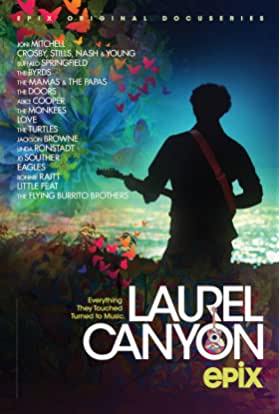 EPIX ORIGINAL DOCUSERIES
JONI MITCHELL
CROSBY, STILLS, NASH & YOUNG
BUFFALO SPRINGFIELD
THE BYRDS
THE MAMAS & THE PAPAS
THE DOORS
ALICE COOPER
THE MONKEES
LOVE
THE TURTLES
JACKSON BROWNE
LINDA RONSTADT
JD SOUTHER
EAGLES
BONNIE RAITT
LITTLE FEAT
THE FLYING BURRITO BROTHERS
Everything
They Touched
Turned to Music.
LAUREL
CANYON
epix